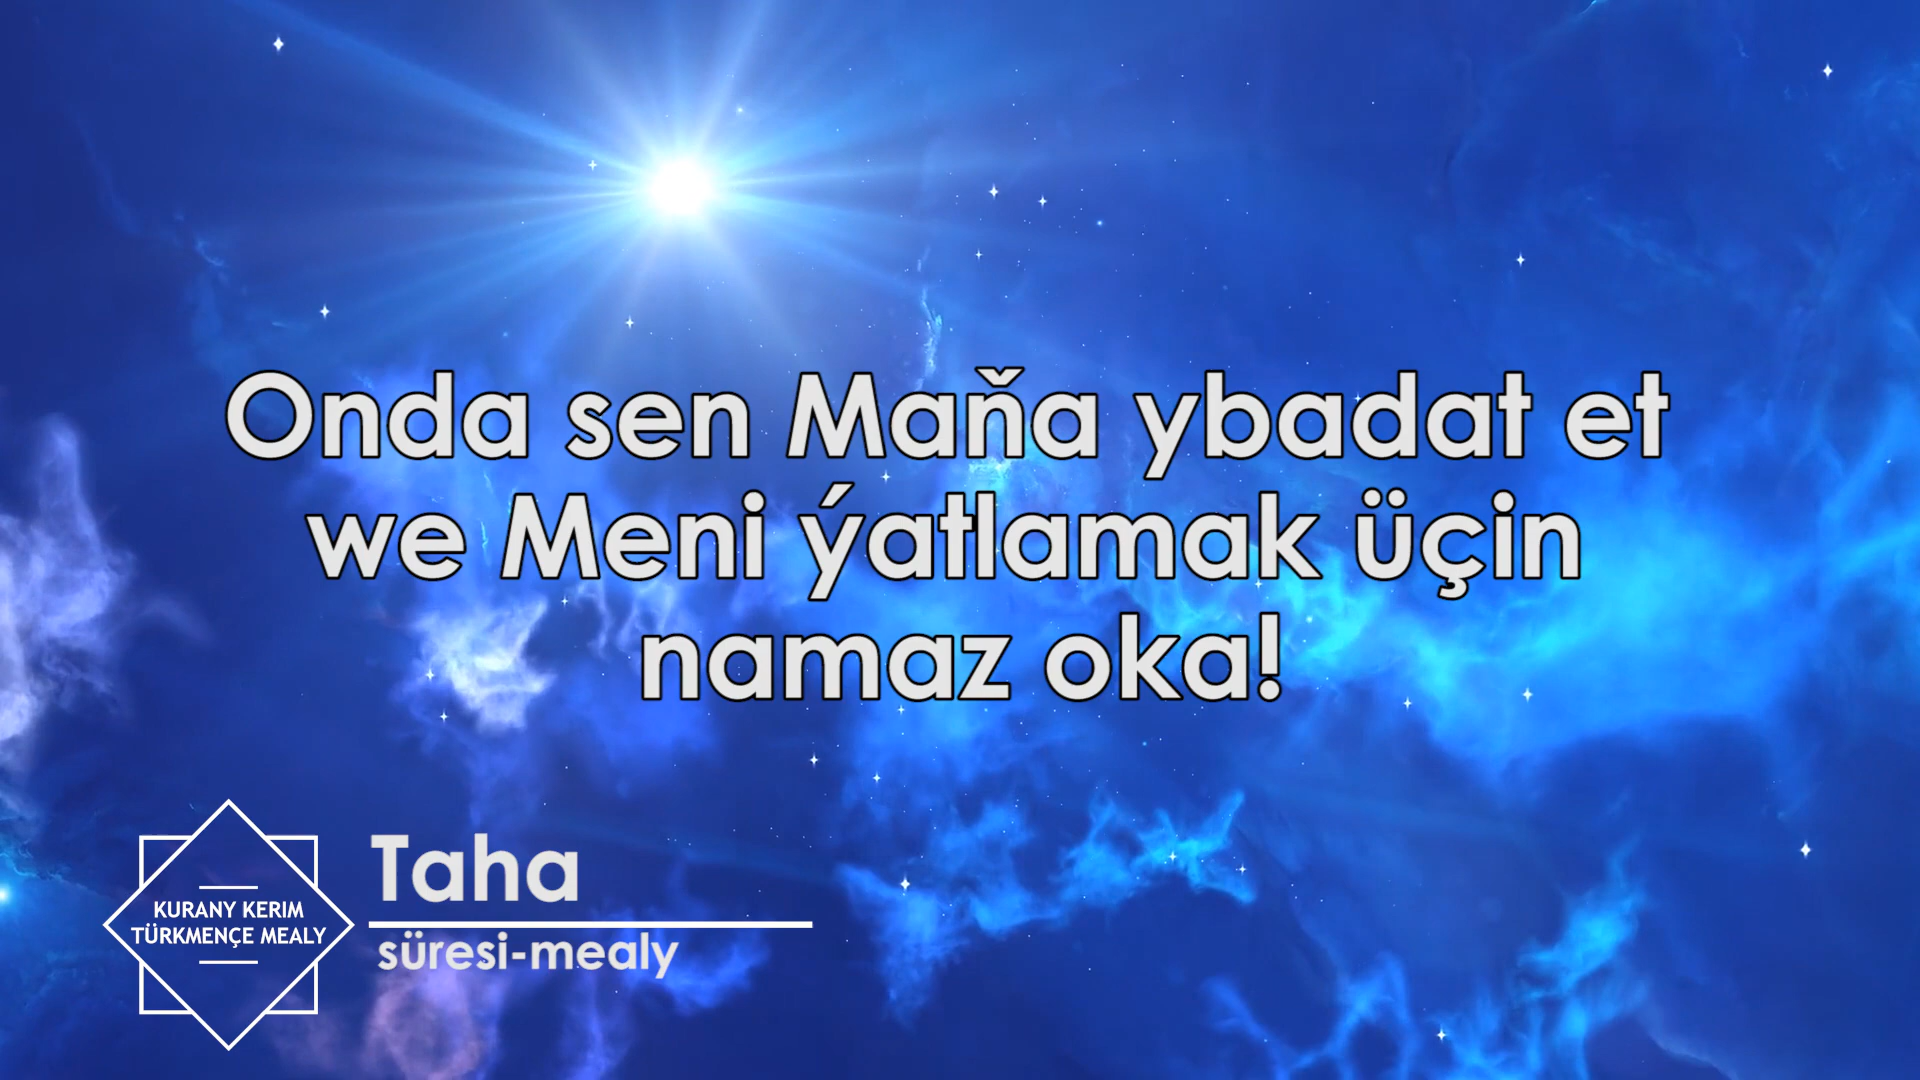 Onda sen Maňa ybadat et
we Meni ýatlamak üçin
namaz oka!
Taha
süresi-mealy
KURANY KERIM
TÜRKMENÇE MEALY